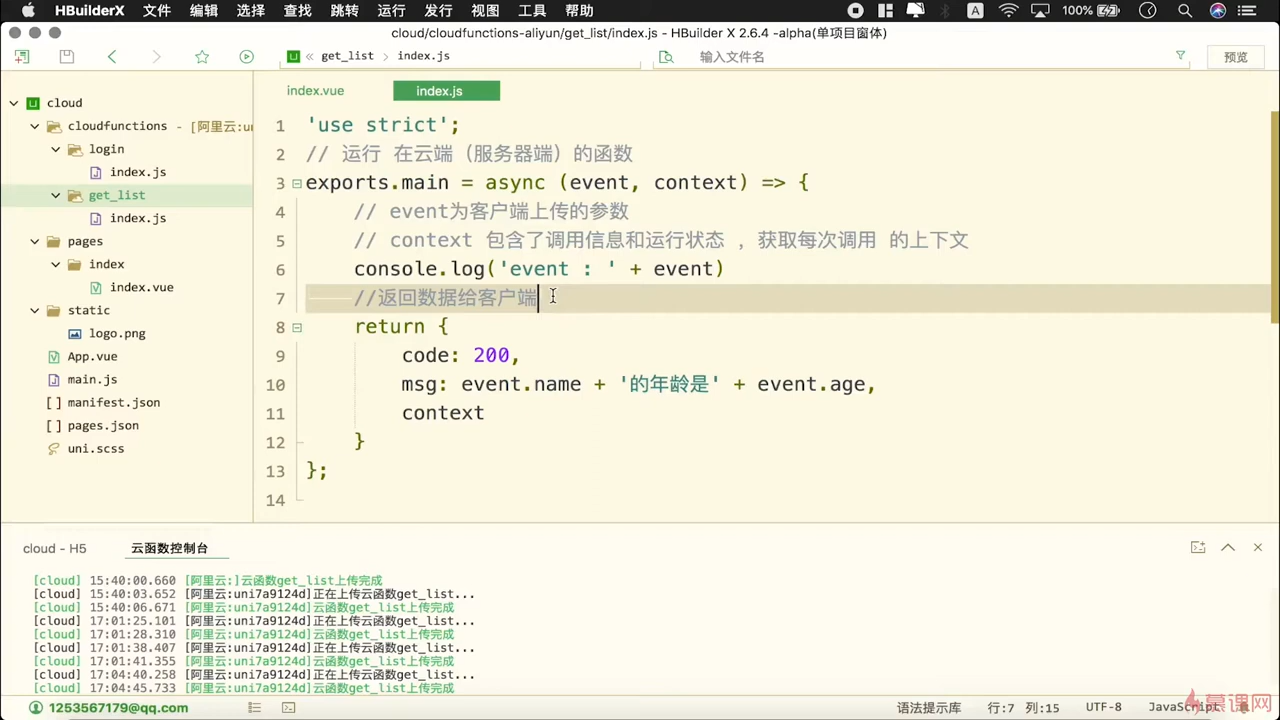 HBuilderX 文件 编辑 选择 查找 跳转 运行 发行 视图 工具 帮助 A 100%
cloud/cloudfunctions-aliyun/get_list/index.js - HBuilder X 2.6.4 -alpha(单项目窗体)
get_list index.js 输入文件名 预览
cloud
cloudfunctions - [阿里云:un
login
index.js
get_list
index.js
pages
index
index.vue
static
logo.png
App.vue
main.js
manifest.json
pages.json
uni.scss
index.vue index.js
1 'use strict';
2 // 运行 在云端（服务器端）的函数
3 exports.main = async (event, context) => {
4 // event为客户端上传的参数
5 // context 包含了调用信息和运行状态 ，获取每次调用 的上下文
6 console.log('event : ' + event)
7 //返回数据给客户端
8 return {
9 code: 200,
10 msg: event.name + '的年龄是' + event.age,
11 context
12 }
13 };
14
cloud - H5 云函数控制台
[cloud] 15:40:00.660 [阿里云:]云函数get_list上传完成
[cloud] 15:40:03.652 [阿里云:uni7a9124d]正在上传云函数get_list...
[cloud] 15:40:06.671 [阿里云:uni7a9124d]云函数get_list上传完成
[cloud] 17:01:25.101 [阿里云:uni7a9124d]正在上传云函数get_list...
[cloud] 17:01:28.310 [阿里云:uni7a9124d]云函数get_list上传完成
[cloud] 17:01:38.407 [阿里云:uni7a9124d]正在上传云函数get_list...
[cloud] 17:01:41.355 [阿里云:uni7a9124d]云函数get_list上传完成
[cloud] 17:04:40.258 [阿里云:uni7a9124d]正在上传云函数get_list...
[cloud] 17:04:45.733 [阿里云:uni7a9124d]云函数get_list上传完成
1253567179@qq.com 语法提示库 行:7 列:15 UTF-8 JavaScript
慕课网